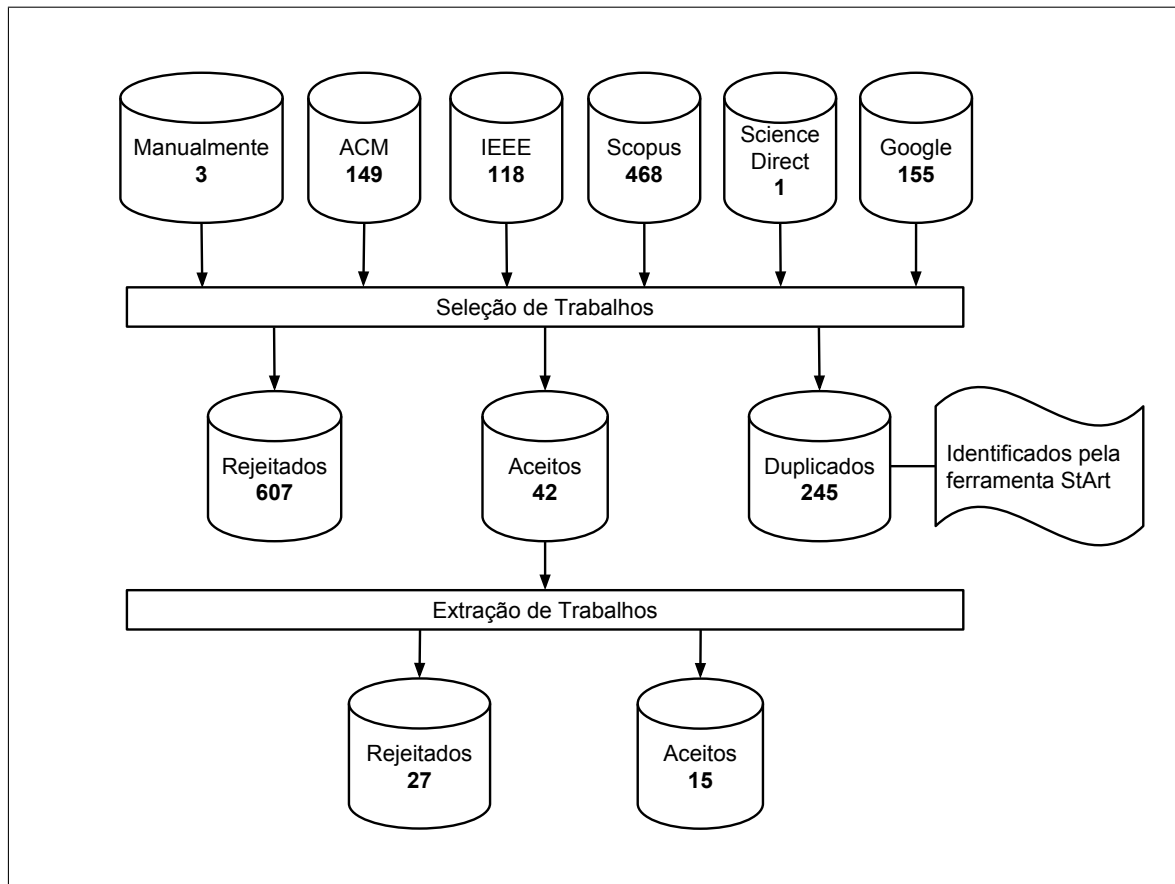 Manualmente
3
ACM
149
IEEE
118
Scopus
468
Science
Direct
1
Google
155
Seleção de Trabalhos
Rejeitados
607
Aceitos
42
Duplicados
245
Identificados pela
ferramenta StArt
Extração de Trabalhos
Rejeitados
27
Aceitos
15